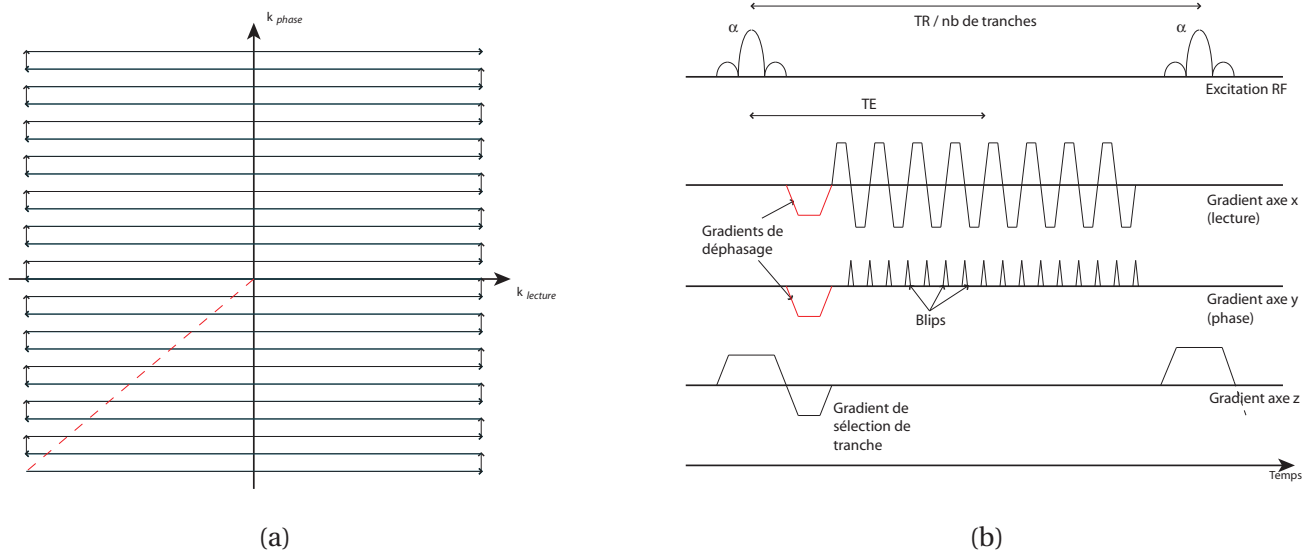 k phase
k lecture
(a)
TR / nb de tranches
α
α
Excitation RF
TE
Gradient axe x
(lecture)
Gradients de
déphasage
Gradient axe y
(phase)
Blips
Gradient axe z
Gradient de
sélection de
tranche
Temps
(b)